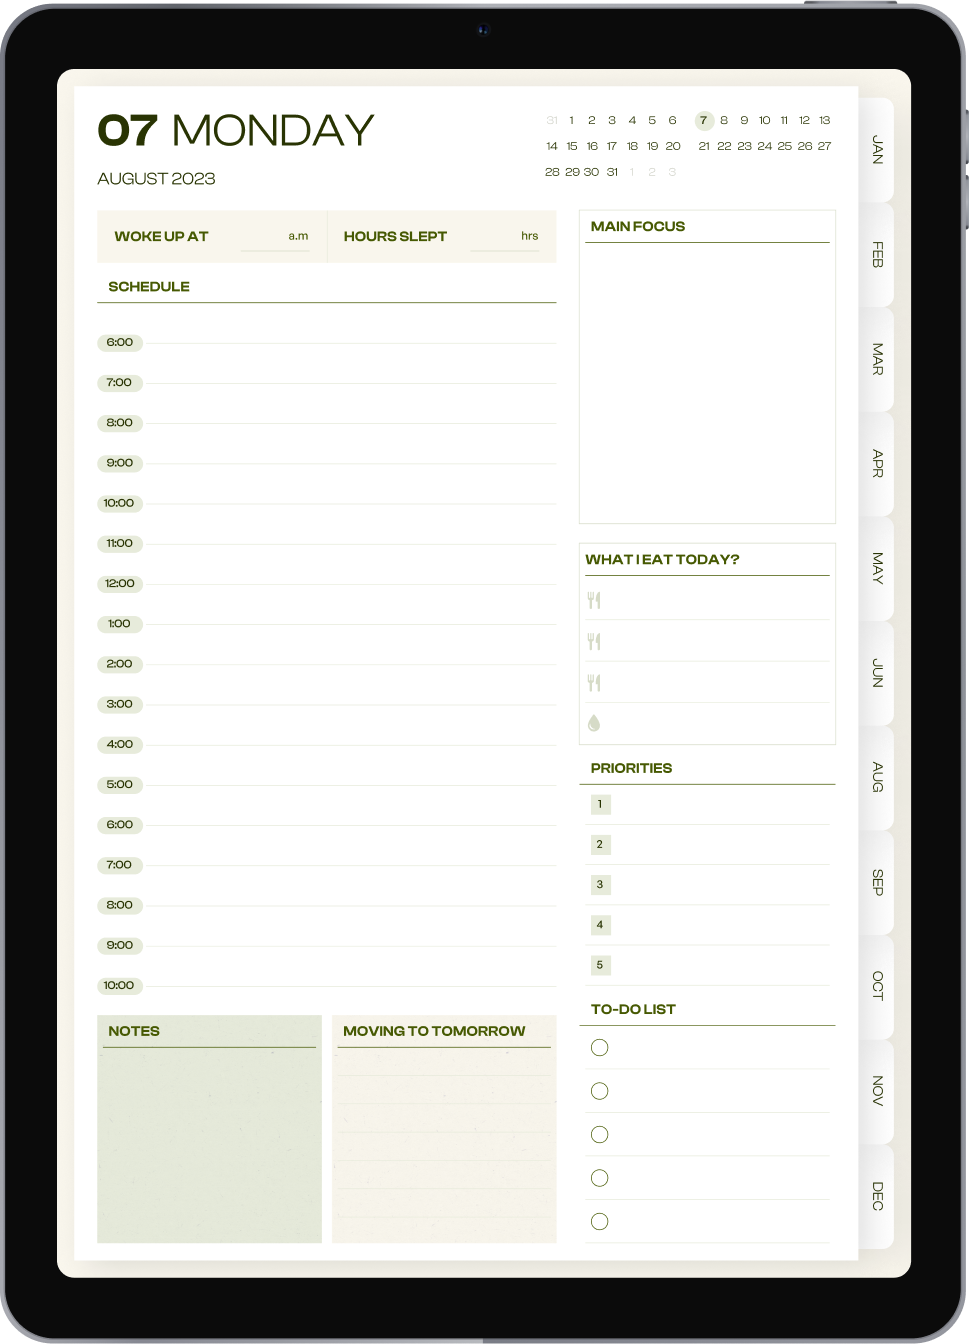 07 MONDAY
AUGUST 2023
31 1 2 3 4 5 6 7 8 9 10 11 12 13
14 15 16 17 18 19 20 21 22 23 24 25 26 27
28 29 30 31 1 2 3
WOKE UP AT a.m HOURS SLEPT hrs
SCHEDULE
6:00
7:00
8:00
9:00
10:00
11:00
12:00
1:00
2:00
3:00
4:00
5:00
6:00
7:00
8:00
9:00
10:00
NOTES
MOVING TO TOMORROW
MAIN FOCUS
WHAT I EAT TODAY?
PRIORITIES
1
2
3
4
5
TO-DO LIST
JAN
FEB
MAR
APR
MAY
JUN
AUG
SEP
OCT
NOV
DEC